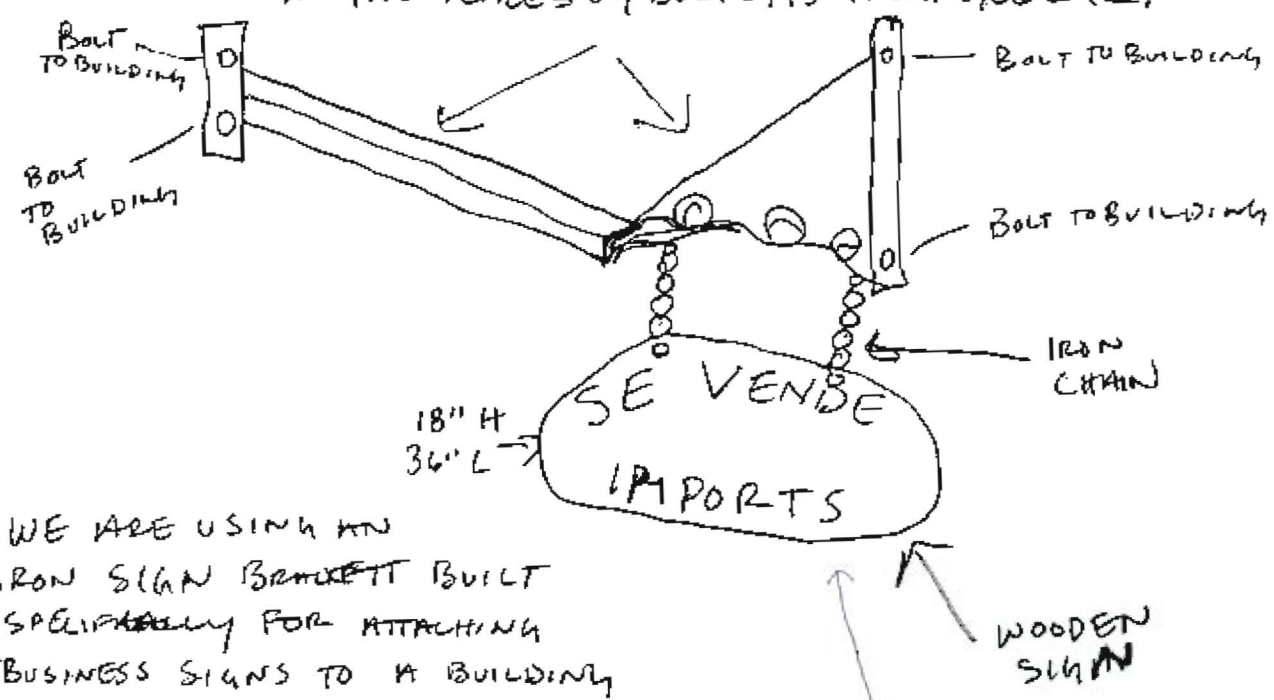 BOLT
TO BUILDING
BOLT TO BUILDING
BOLT
TO
BUILDING
BOLT TO BUILDING
IRON
CHAIN
SE VENDE
IMPORTS
18" H
36" L
WE ARE USING AN
IRON SIGN BRACKETT BUILT
SPECIFICALLY FOR ATTACHING
BUSINESS SIGNS TO A BUILDING
WOODEN
SIGN